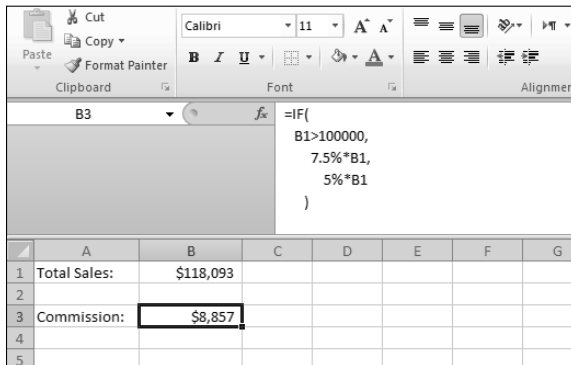 Cut
Copy
Paste
Format Painter
Clipboard
Calibri
11
A A
B I U A
Font
Alignmen
B3
fx
=IF(
B1>100000,
7.5%*B1,
5%*B1
)
A B C D E F G
1 Total Sales: $118,093
2
3 Commission: $8,857
4
5